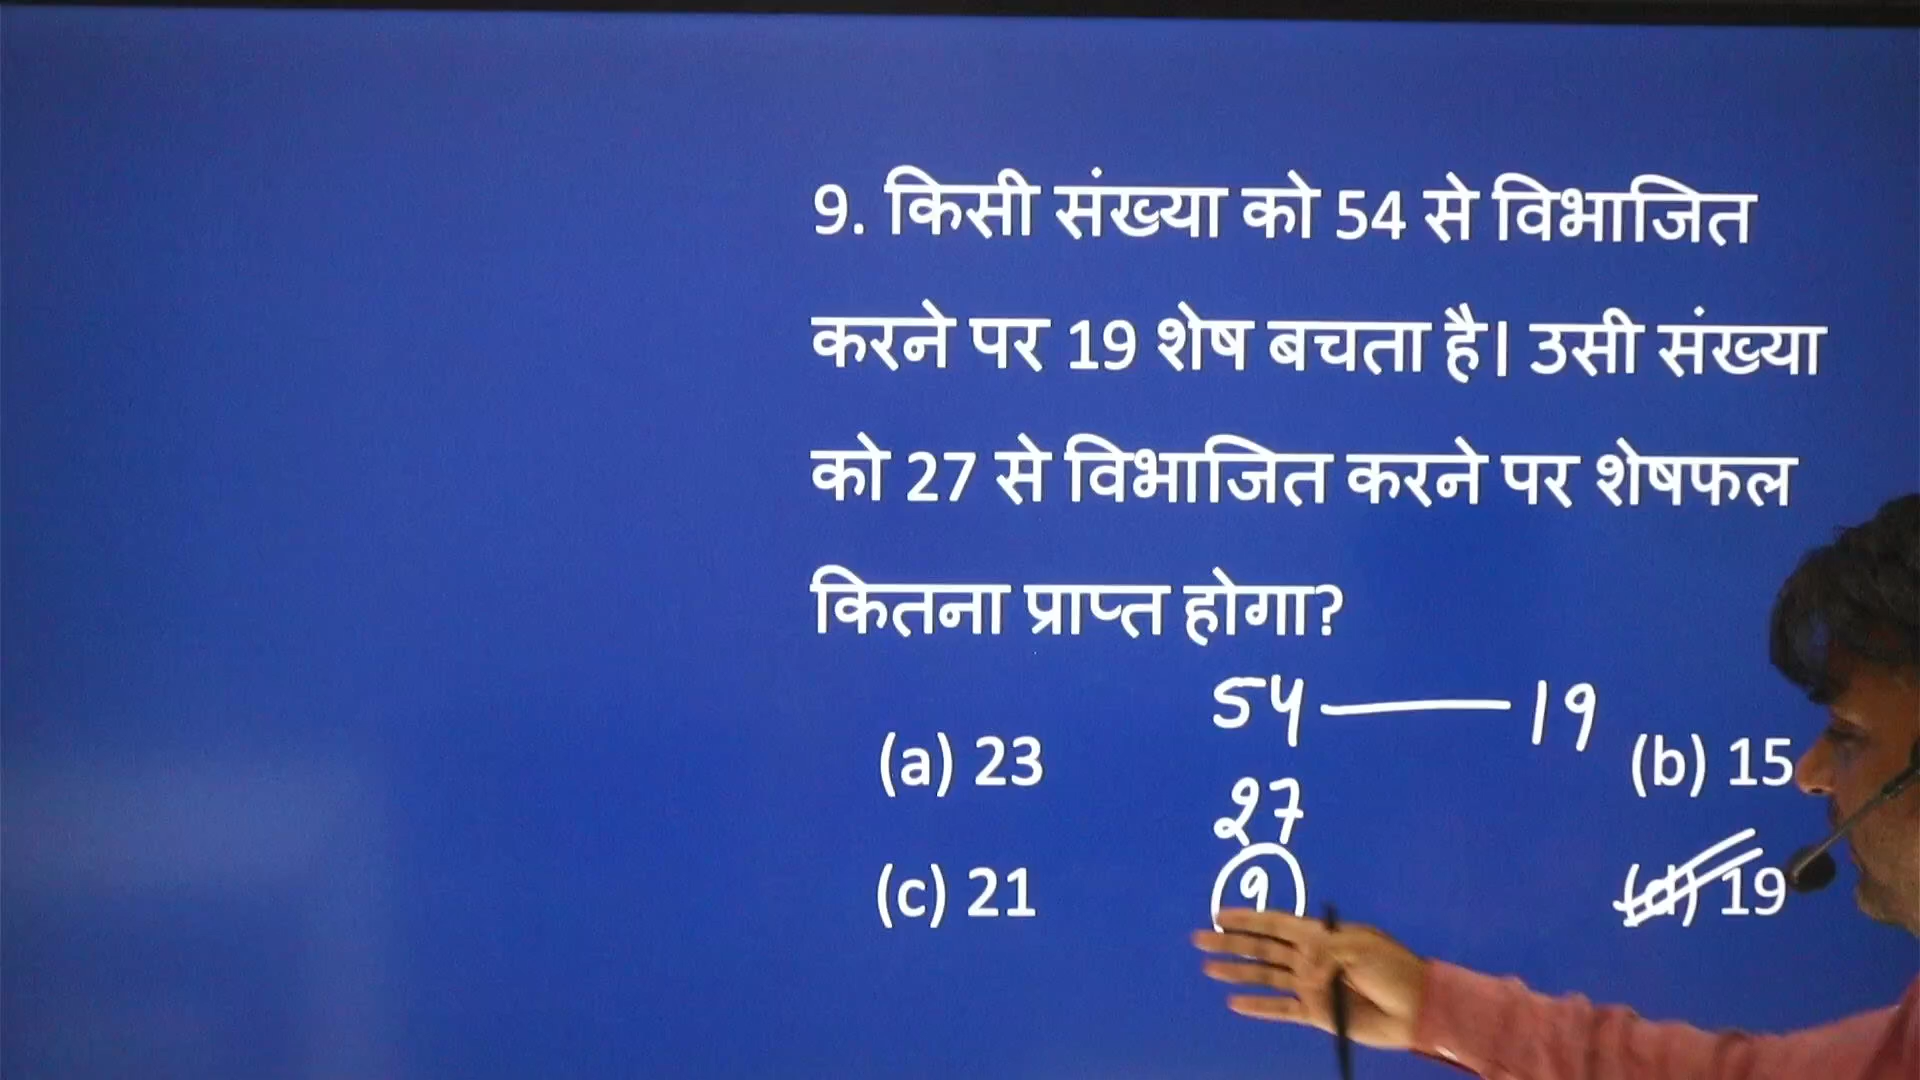 9. किसी संख्या को 54 से विभाजित
करने पर 19 शेष बचता है। उसी संख्या
को 27 से विभाजित करने पर शेषफल
कितना प्राप्त होगा?
54 — 19
(a) 23
(b) 15
27
(c) 21
9
(d) 19